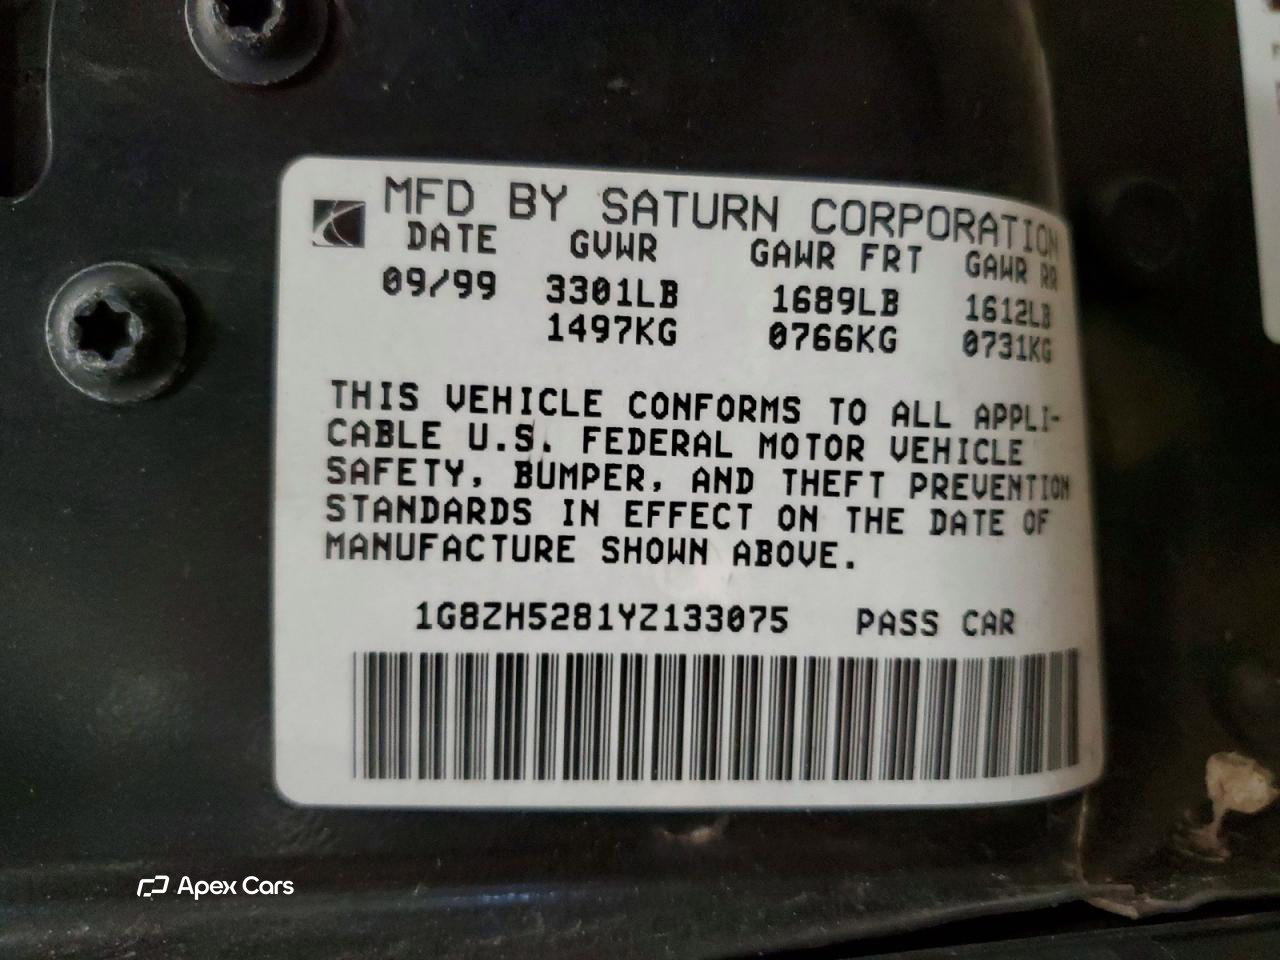 MFD BY SATURN CORPORATION
DATE GVWR GAWR FRT GAWR RR
09/99 3301LB 1689LB 1612LB
1497KG 0766KG 0731KG
THIS VEHICLE CONFORMS TO ALL APPLI-
CABLE U.S. FEDERAL MOTOR VEHICLE
SAFETY, BUMPER, AND THEFT PREVENTION
STANDARDS IN EFFECT ON THE DATE OF
MANUFACTURE SHOWN ABOVE.
1G8ZH5281YZ133075 PASS CAR
Apex Cars